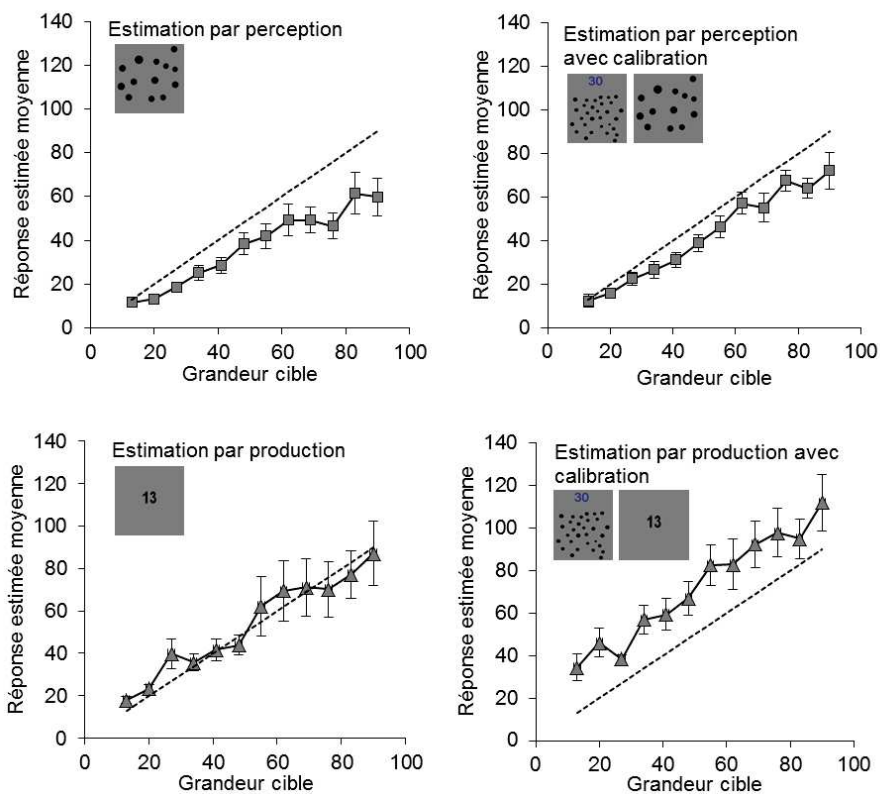 Estimation par perception
140
120
100
80
60
40
20
0
0 20 40 60 80 100
Réponse estimée moyenne
Grandeur cible
Estimation par perception
avec calibration
30
140
120
100
80
60
40
20
0
0 20 40 60 80 100
Réponse estimée moyenne
Grandeur cible
Estimation par production
13
140
120
100
80
60
40
20
0
0 20 40 60 80 100
Réponse estimée moyenne
Grandeur cible
Estimation par production avec
calibration
30
13
140
120
100
80
60
40
20
0
0 20 40 60 80 100
Réponse estimée moyenne
Grandeur cible